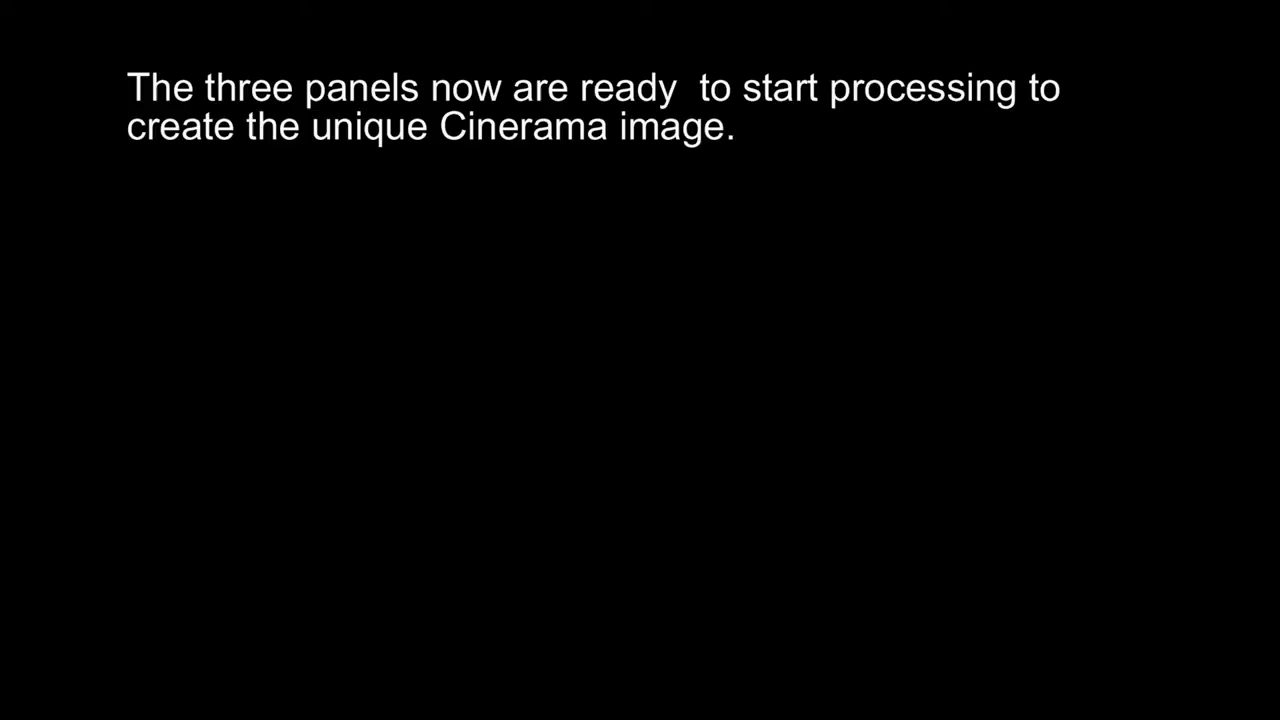 The three panels now are ready  to start processing to
create the unique Cinerama image.